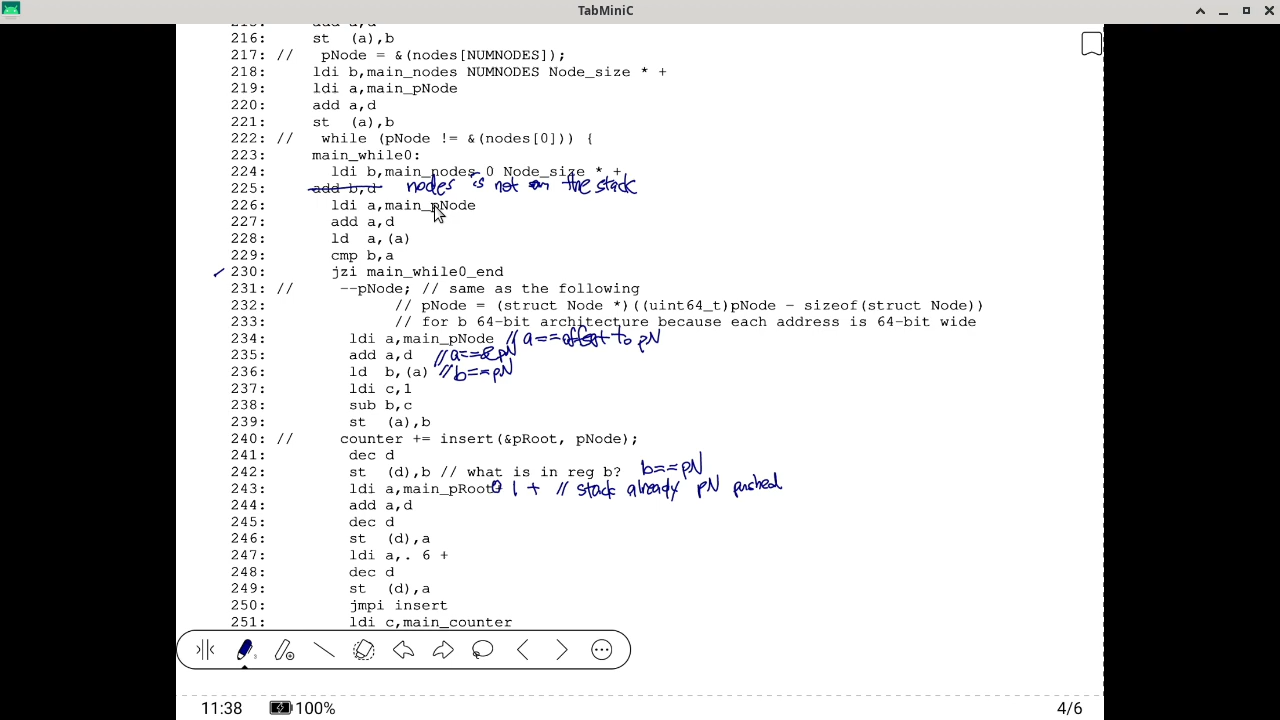 TabMiniC
216: st (a),b
217: // pNode = &(nodes[NUMNODES]);
218: ldi b,main_nodes NUMNODES Node_size * +
219: ldi a,main_pNode
220: add a,d
221: st (a),b
222: // while (pNode != &(nodes[0])) {
223: main_while0:
224: ldi b,main_nodes 0 Node_size * +
225: add b,d nodes is not on the stack
226: ldi a,main_pNode
227: add a,d
228: ld a,(a)
229: cmp b,a
230: jzi main_while0_end
231: // --pNode; // same as the following
232: // pNode = (struct Node *)((uint64_t)pNode - sizeof(struct Node))
233: // for b 64-bit architecture because each address is 64-bit wide
234: ldi a,main_pNode // a==offset to pN
235: add a,d // a==&pN
236: ld b,(a) // b==pN
237: ldi c,1
238: sub b,c
239: st (a),b
240: // counter += insert(&pRoot, pNode);
241: dec d
242: st (d),b // what is in reg b? b==pN
243: ldi a,main_pRoot 1 + // stack already pN pushed
244: add a,d
245: dec d
246: st (d),a
247: ldi a,. 6 +
248: dec d
249: st (d),a
250: jmpi insert
251: ldi c,main_counter
11:38 100% 4/6